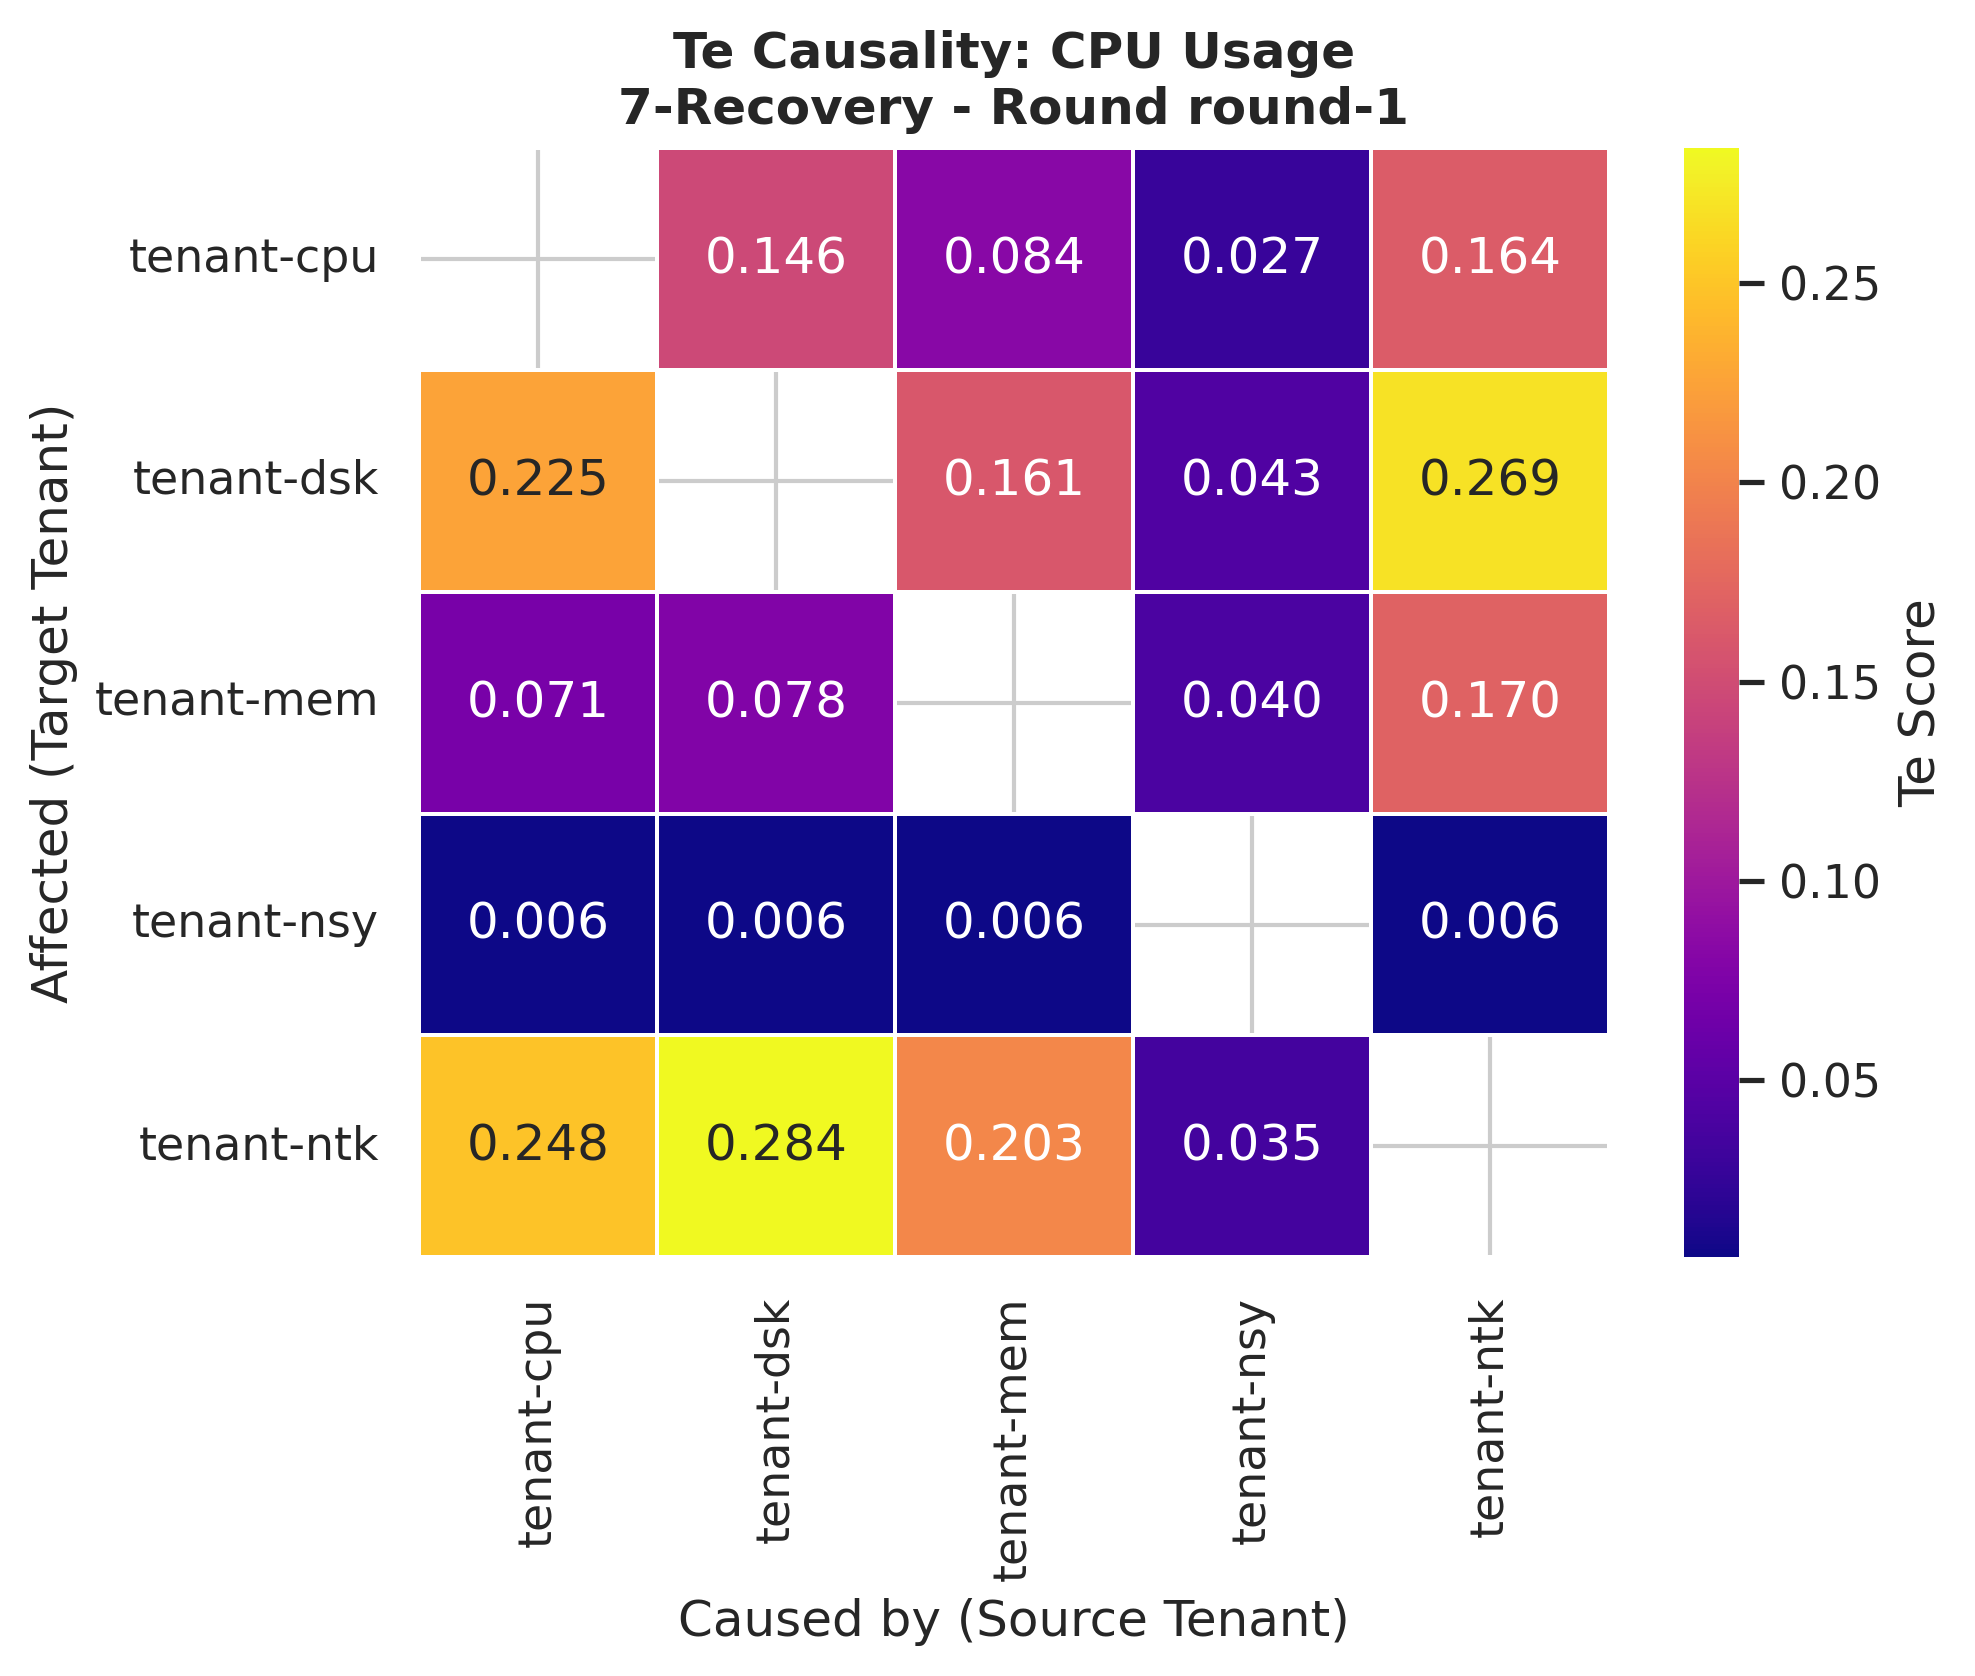 Te Causality: CPU Usage
7-Recovery - Round round-1
tenant-cpu
0.146 0.084 0.027 0.164
tenant-dsk
0.225 0.161 0.043 0.269
tenant-mem
0.071 0.078 0.040 0.170
tenant-nsy
0.006 0.006 0.006 0.006
tenant-ntk
0.248 0.284 0.203 0.035
Affected (Target Tenant)
tenant-cpu
tenant-dsk
tenant-mem
tenant-nsy
tenant-ntk
Caused by (Source Tenant)
0.25
0.20
0.15
0.10
0.05
Te Score